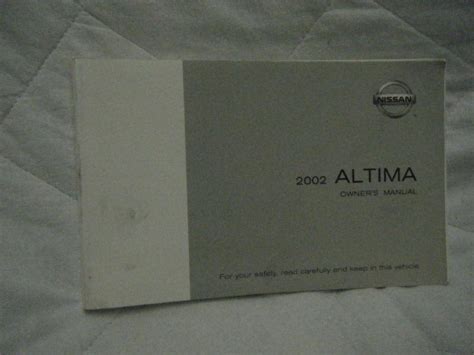 NISSAN
2002 ALTIMA
OWNER'S MANUAL
For your safety, read carefully and keep in this vehicle.